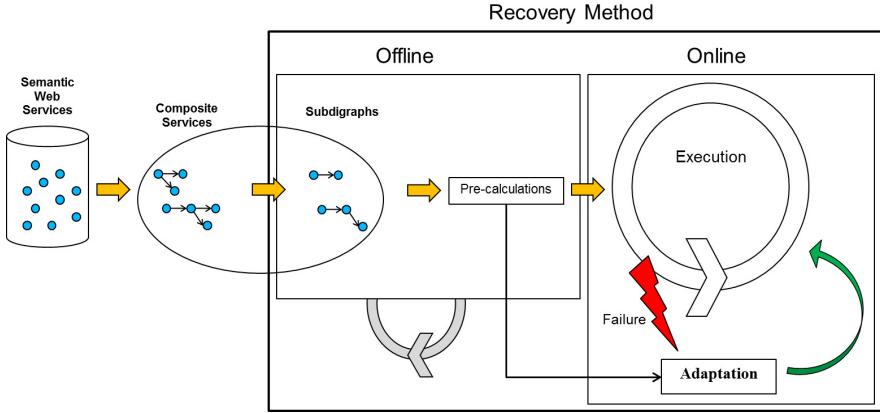 Recovery Method
Offline
Online
Semantic
Web
Services
Composite
Services
Subdigraphs
Execution
Pre-calculations
Failure
Adaptation